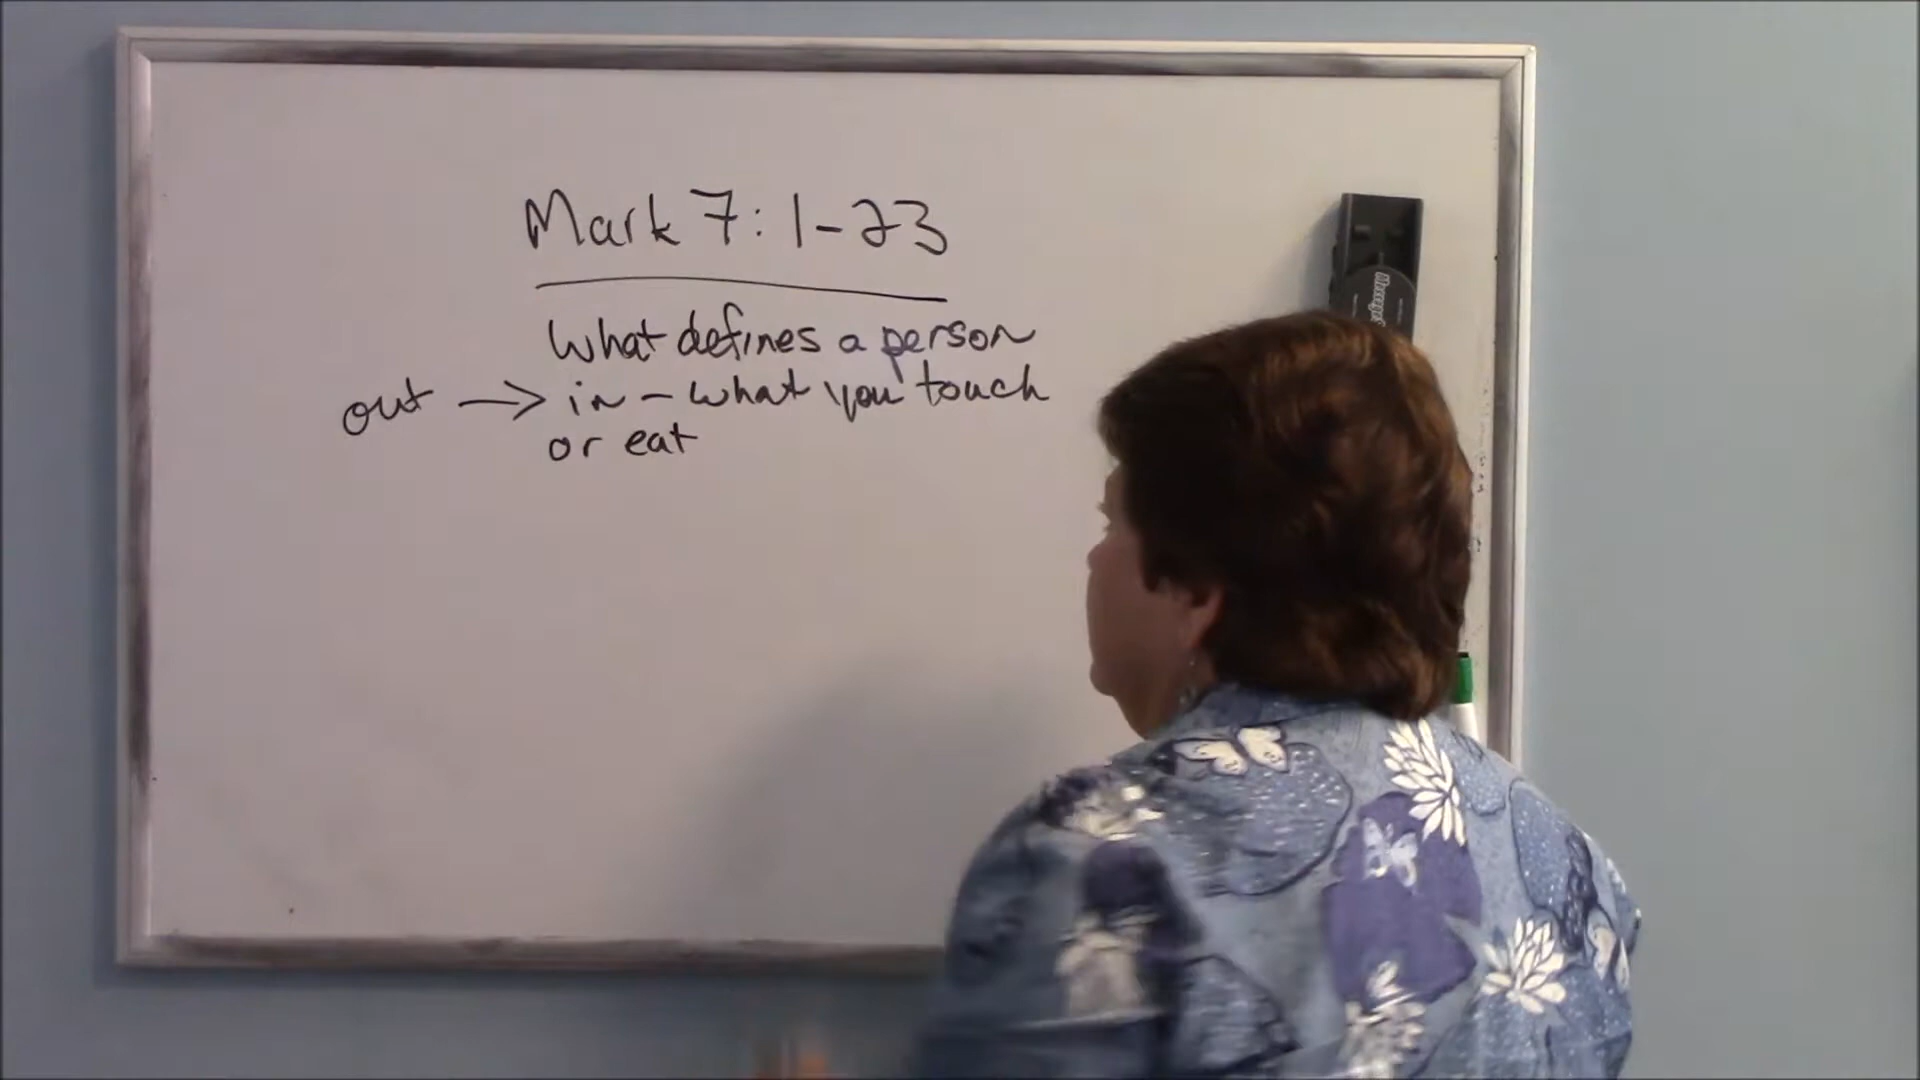 Mark 7:1-23
What defines a person
out → in - what you touch
or eat